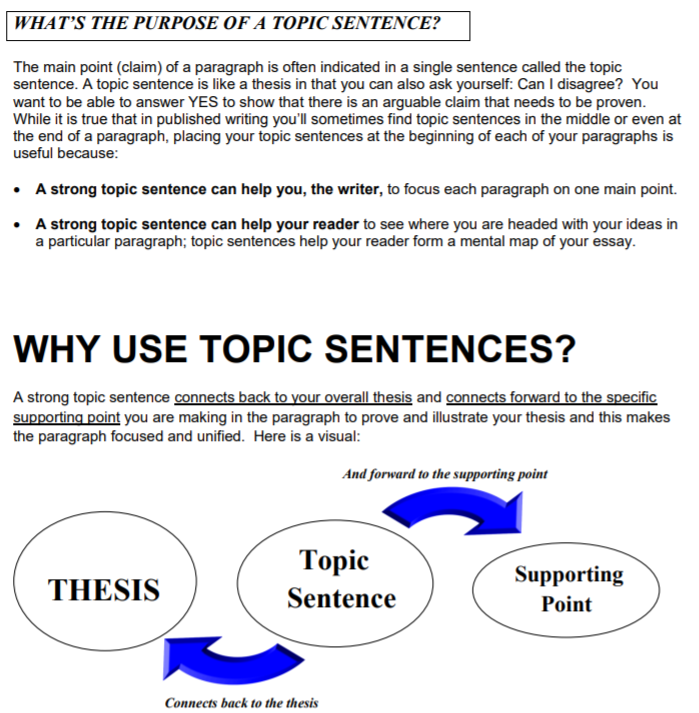 WHAT'S THE PURPOSE OF A TOPIC SENTENCE?
The main point (claim) of a paragraph is often indicated in a single sentence called the topic
sentence. A topic sentence is like a thesis in that you can also ask yourself: Can I disagree?  You
want to be able to answer YES to show that there is an arguable claim that needs to be proven.
While it is true that in published writing you'll sometimes find topic sentences in the middle or even at
the end of a paragraph, placing your topic sentences at the beginning of each of your paragraphs is
useful because:
• A strong topic sentence can help you, the writer, to focus each paragraph on one main point.
• A strong topic sentence can help your reader to see where you are headed with your ideas in
a particular paragraph; topic sentences help your reader form a mental map of your essay.
WHY USE TOPIC SENTENCES?
A strong topic sentence connects back to your overall thesis and connects forward to the specific
supporting point you are making in the paragraph to prove and illustrate your thesis and this makes
the paragraph focused and unified.  Here is a visual:
And forward to the supporting point
THESIS
Topic
Sentence
Supporting
Point
Connects back to the thesis